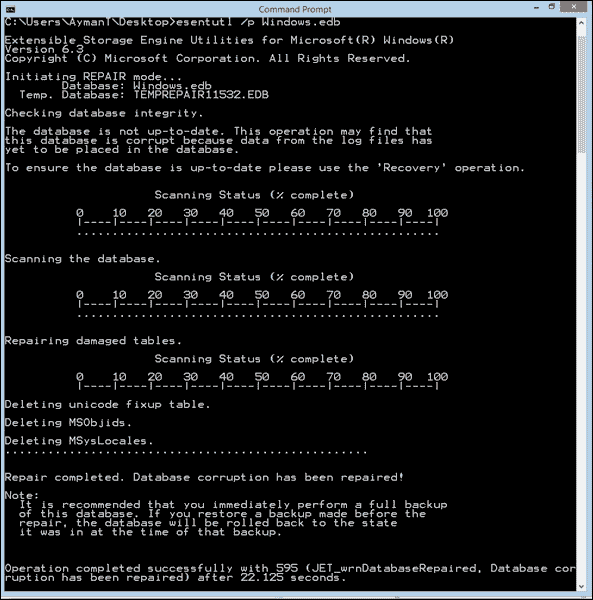 Command Prompt
C:\Users\AymanT\Desktop>esentutl /p Windows.edb
Extensible Storage Engine Utilities for Microsoft(R) Windows(R)
Version 6.3
Copyright (C) Microsoft Corporation. All Rights Reserved.
Initiating REPAIR mode...
Database: Windows.edb
Temp. Database: TEMPREPAIR11532.EDB
Checking database integrity.
The database is not up-to-date. This operation may find that
this database is corrupt because data from the log files has
yet to be placed in the database.
To ensure the database is up-to-date please use the 'Recovery' operation.
Scanning Status (% complete)
0 10 20 30 40 50 60 70 80 90 100
|----|----|----|----|----|----|----|----|----|----|
...................................................
Scanning the database.
Scanning Status (% complete)
0 10 20 30 40 50 60 70 80 90 100
|----|----|----|----|----|----|----|----|----|----|
...................................................
Repairing damaged tables.
Scanning Status (% complete)
0 10 20 30 40 50 60 70 80 90 100
|----|----|----|----|----|----|----|----|----|----|
Deleting unicode fixup table.
Deleting MSObjids.
Deleting MSysLocales.
...................................................
Repair completed. Database corruption has been repaired!
Note:
It is recommended that you immediately perform a full backup
of this database. If you restore a backup made before the
repair, the database will be rolled back to the state
it was in at the time of that backup.
Operation completed successfully with 595 (JET_wrnDatabaseRepaired, Database cor
ruption has been repaired) after 22.125 seconds.